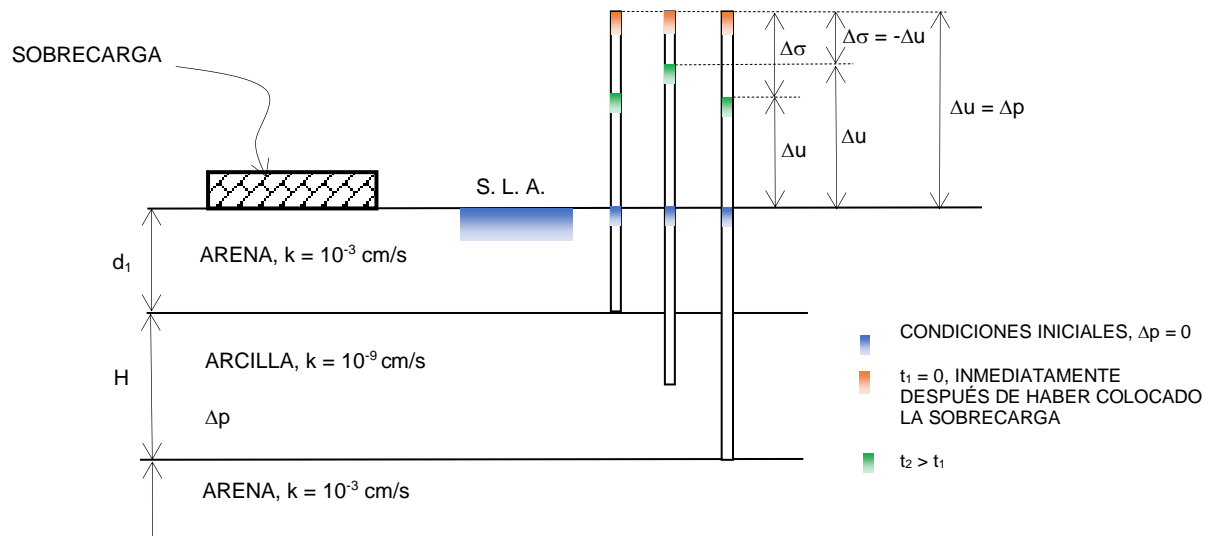 SOBRECARGA
S. L. A.
Δσ
Δσ = -Δu
Δu = Δp
Δu
Δu
d₁
ARENA, k = 10⁻³ cm/s
H
ARCILLA, k = 10⁻⁹ cm/s
Δp
ARENA, k = 10⁻³ cm/s
CONDICIONES INICIALES, Δp = 0
t₁ = 0, INMEDIATAMENTE
DESPUÉS DE HABER COLOCADO
LA SOBRECARGA
t₂ > t₁